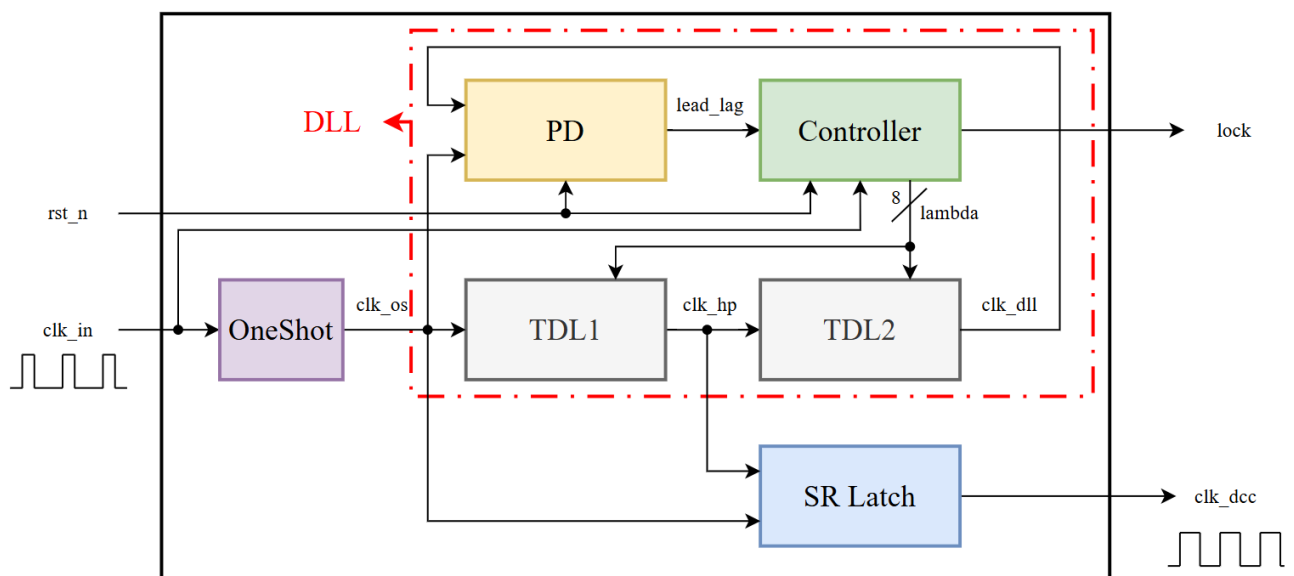 lead_lag
DLL
PD
Controller
lock
8
rst_n
lambda
clk_os
clk_hp
clk_dll
clk_in
OneShot
TDL1
TDL2
SR Latch
clk_dcc